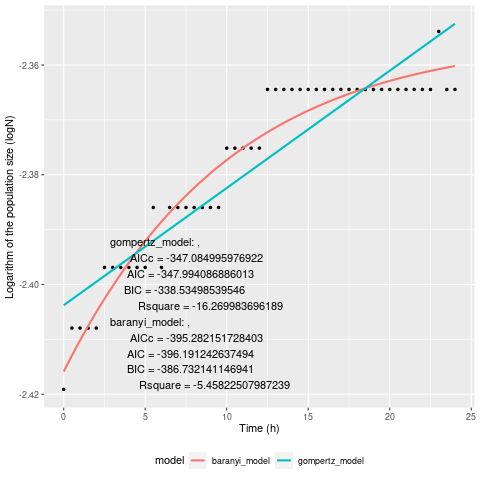 Logarithm of the population size (logN)
-2.36
-2.38
-2.40
-2.42
gompertz_model: ,
AICc = -347.084995976922
AIC = -347.994086886013
BIC = -338.53498539546
Rsquare = -16.269983696189
baranyi_model: ,
AICc = -395.282151728403
AIC = -396.191242637494
BIC = -386.732141146941
Rsquare = -5.45822507987239
0 5 10 15 20 25
Time (h)
model baranyi_model gompertz_model